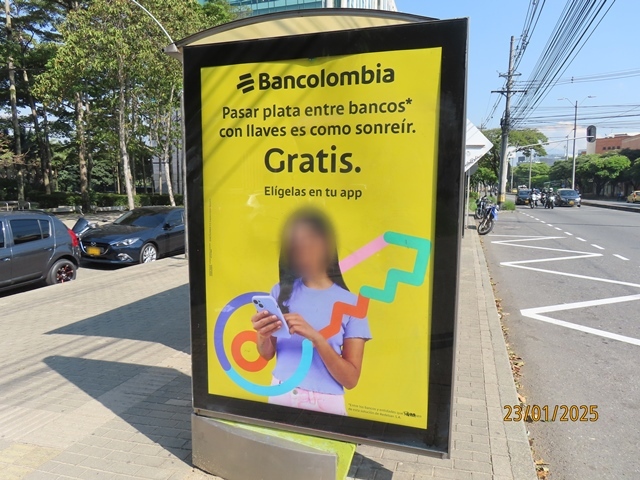 Bancolombia
Pasar plata entre bancos*
con llaves es como sonreír.
Gratis.
Elígelas en tu app
23/01/2025